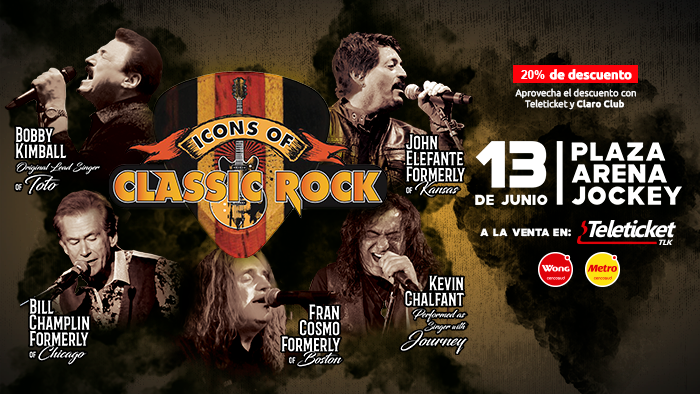 BOBBY
KIMBALL
Original Lead Singer
OF Toto
ICONS OF
CLASSIC ROCK
JOHN
ELEFANTE
FORMERLY
OF Kansas
BILL
CHAMPLIN
FORMERLY
OF Chicago
FRAN
COSMO
FORMERLY
OF Boston
KEVIN
CHALFANT
Performed as
Singer with
Journey
20% de descuento
Aprovecha el descuento con
Teleticket y Claro Club
13
DE JUNIO
PLAZA
ARENA
JOCKEY
A LA VENTA EN: Teleticket
TLK
Wong
cencosud
Metro
cencosud